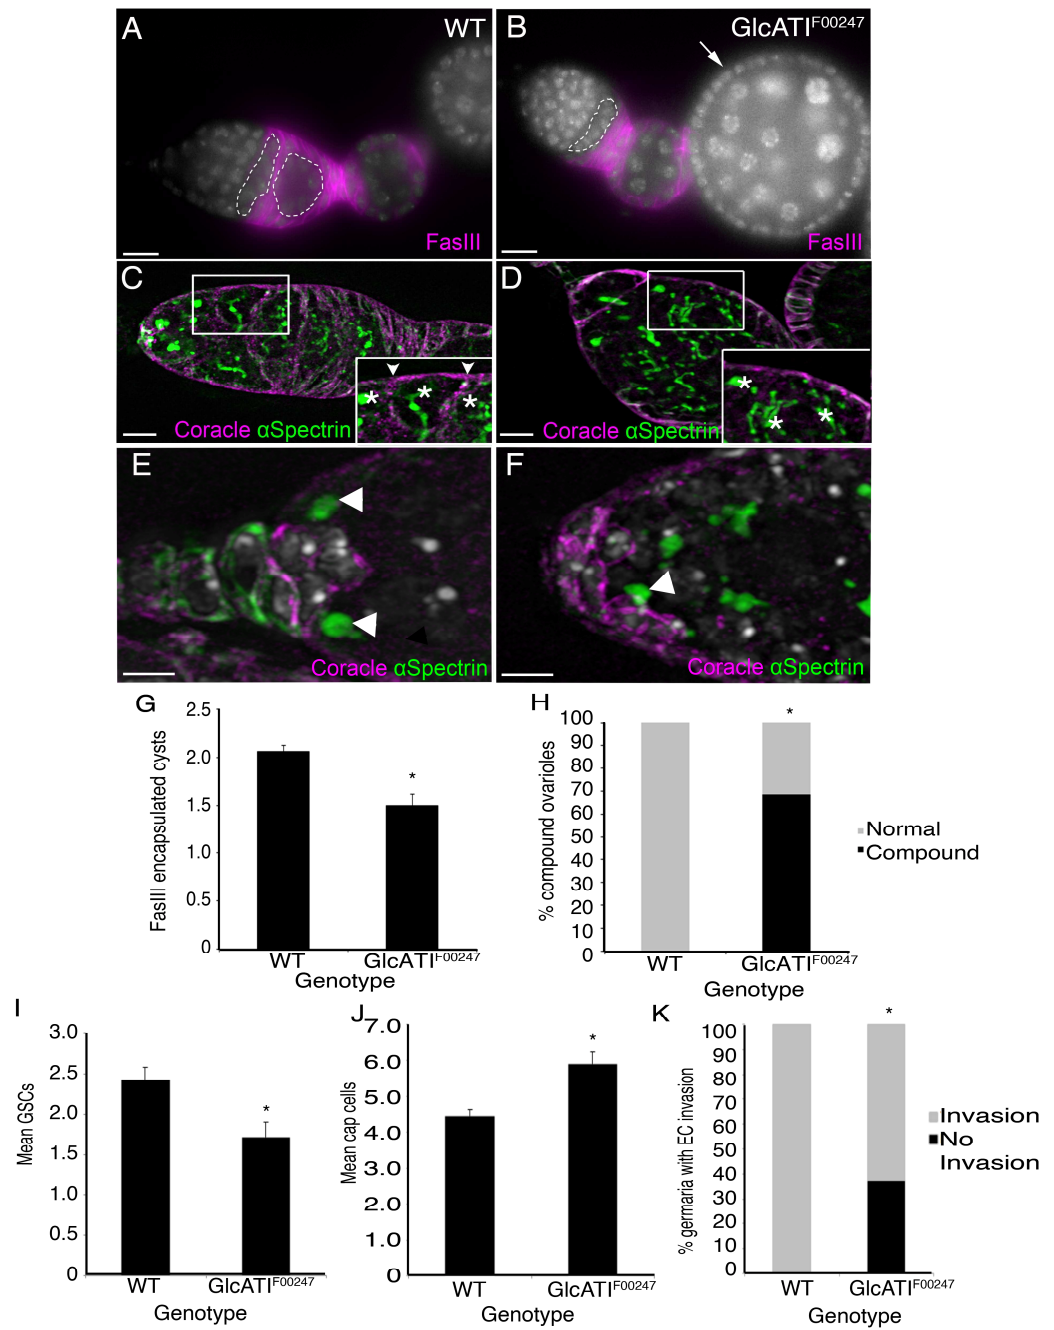 A WT
B GlcATI^F00247
FasIII
FasIII
C
D
Coracle αSpectrin
Coracle αSpectrin
* * *
* * *
E
F
Coracle αSpectrin
Coracle αSpectrin
G
FasIII encapsulated cysts
2.5
2.0
1.5
1.0
0.5
0
*
WT GlcATI^F00247
Genotype
H
% compound ovarioles
100
90
80
70
60
50
40
30
20
10
0
*
WT GlcATI^F00247
Genotype
Normal
Compound
I
Mean GSCs
3.0
2.5
2.0
1.5
1.0
0.5
0
*
WT GlcATI^F00247
Genotype
J
Mean cap cells
7.0
6.0
5.0
4.0
3.0
2.0
1.0
0
*
WT GlcATI^F00247
Genotype
K
% germaria with EC invasion
100
90
80
70
60
50
40
30
20
10
0
*
WT GlcATI^F00247
Genotype
Invasion
No
Invasion